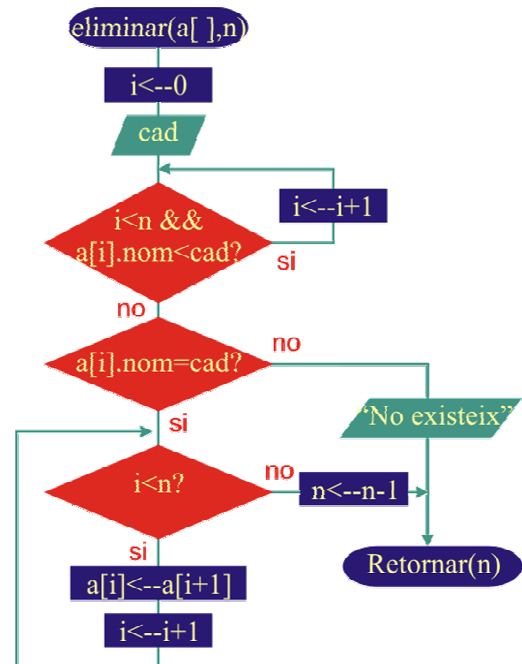 eliminar(a[ ],n)
i<--0
cad
i<n &&
a[i].nom<cad?
si
i<--i+1
no
a[i].nom=cad?
no
"No existeix"
si
i<n?
no
n<--n-1
Retornar(n)
si
a[i]<--a[i+1]
i<--i+1